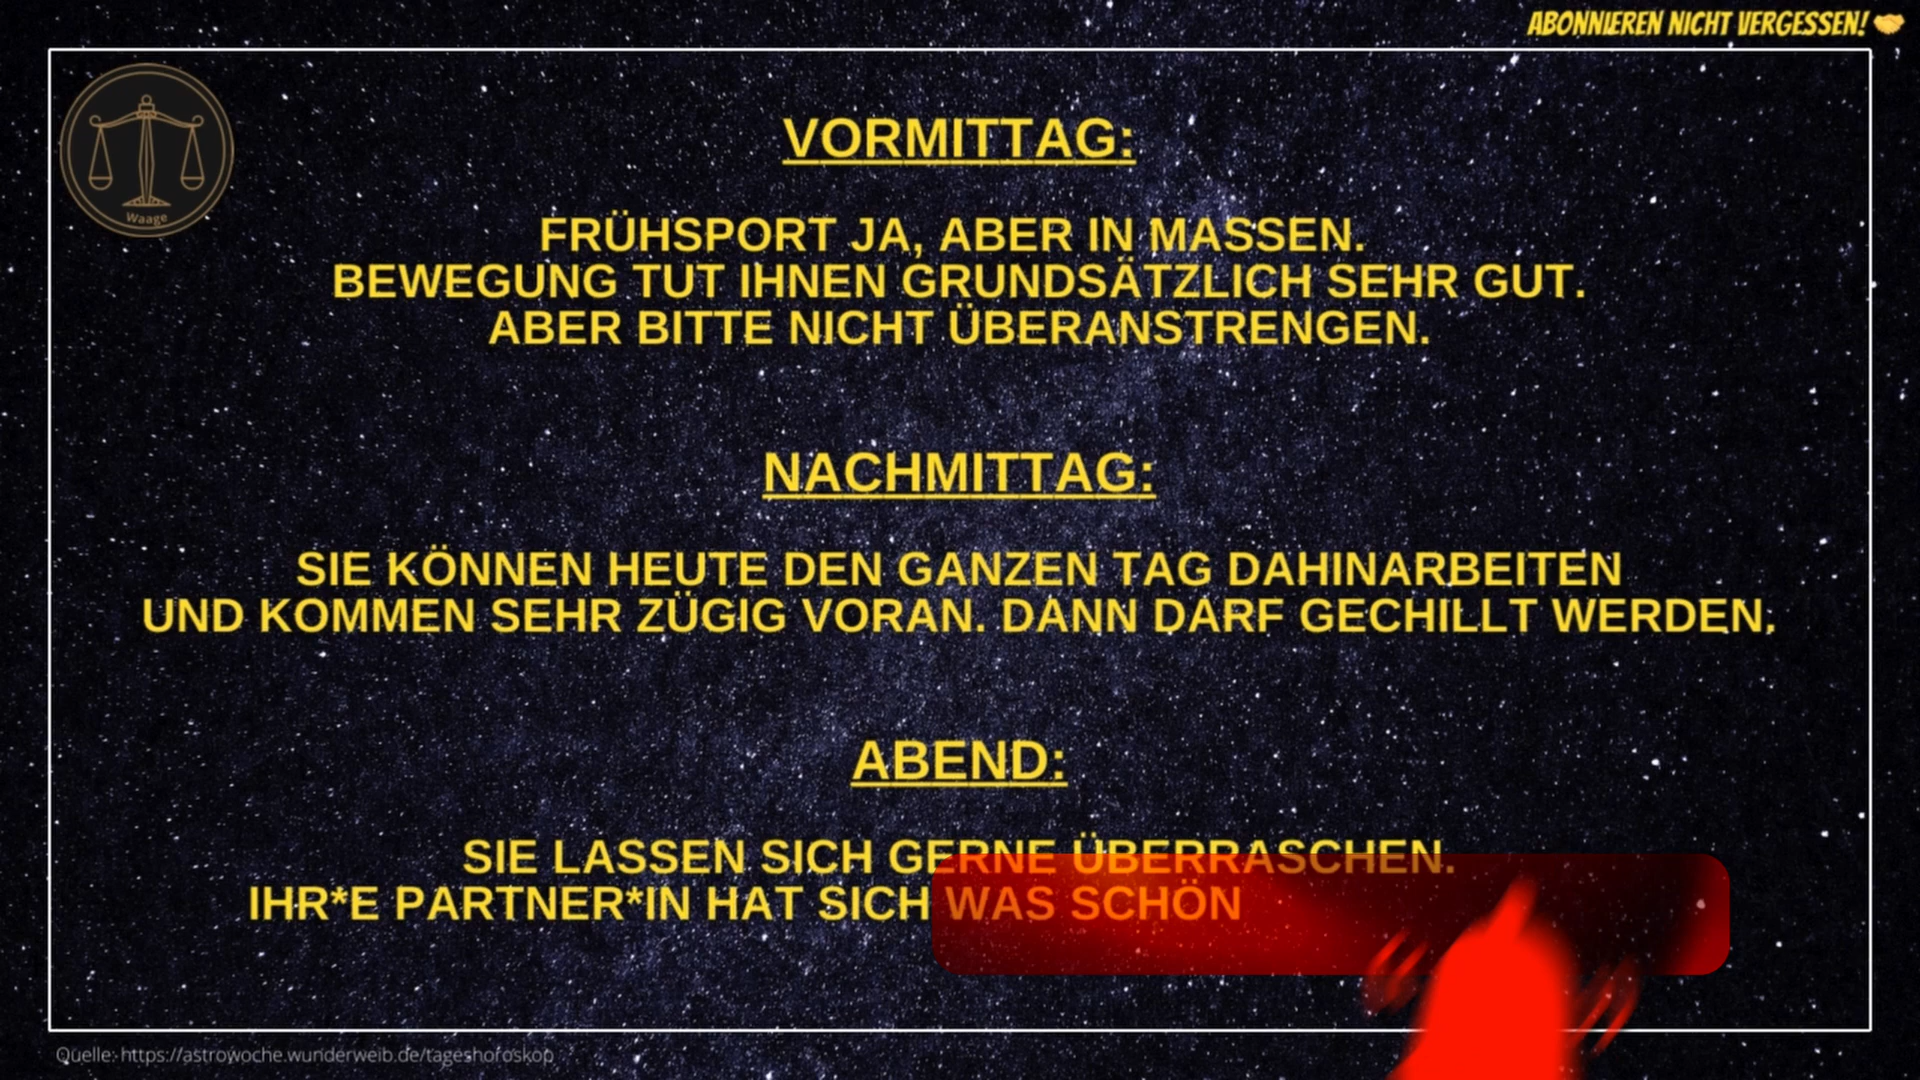 ABONNIEREN NICHT VERGESSEN!
Waage
VORMITTAG:
FRÜHSPORT JA, ABER IN MASSEN.
BEWEGUNG TUT IHNEN GRUNDSÄTZLICH SEHR GUT.
ABER BITTE NICHT ÜBERANSTRENGEN.
NACHMITTAG:
SIE KÖNNEN HEUTE DEN GANZEN TAG DAHINARBEITEN
UND KOMMEN SEHR ZÜGIG VORAN. DANN DARF GECHILLT WERDEN,
ABEND:
SIE LASSEN SICH GERNE ÜBERRASCHEN.
IHR*E PARTNER*IN HAT SICH WAS SCHÖN
Quelle: https://astrowoche.wunderweib.de/tageshoroskop